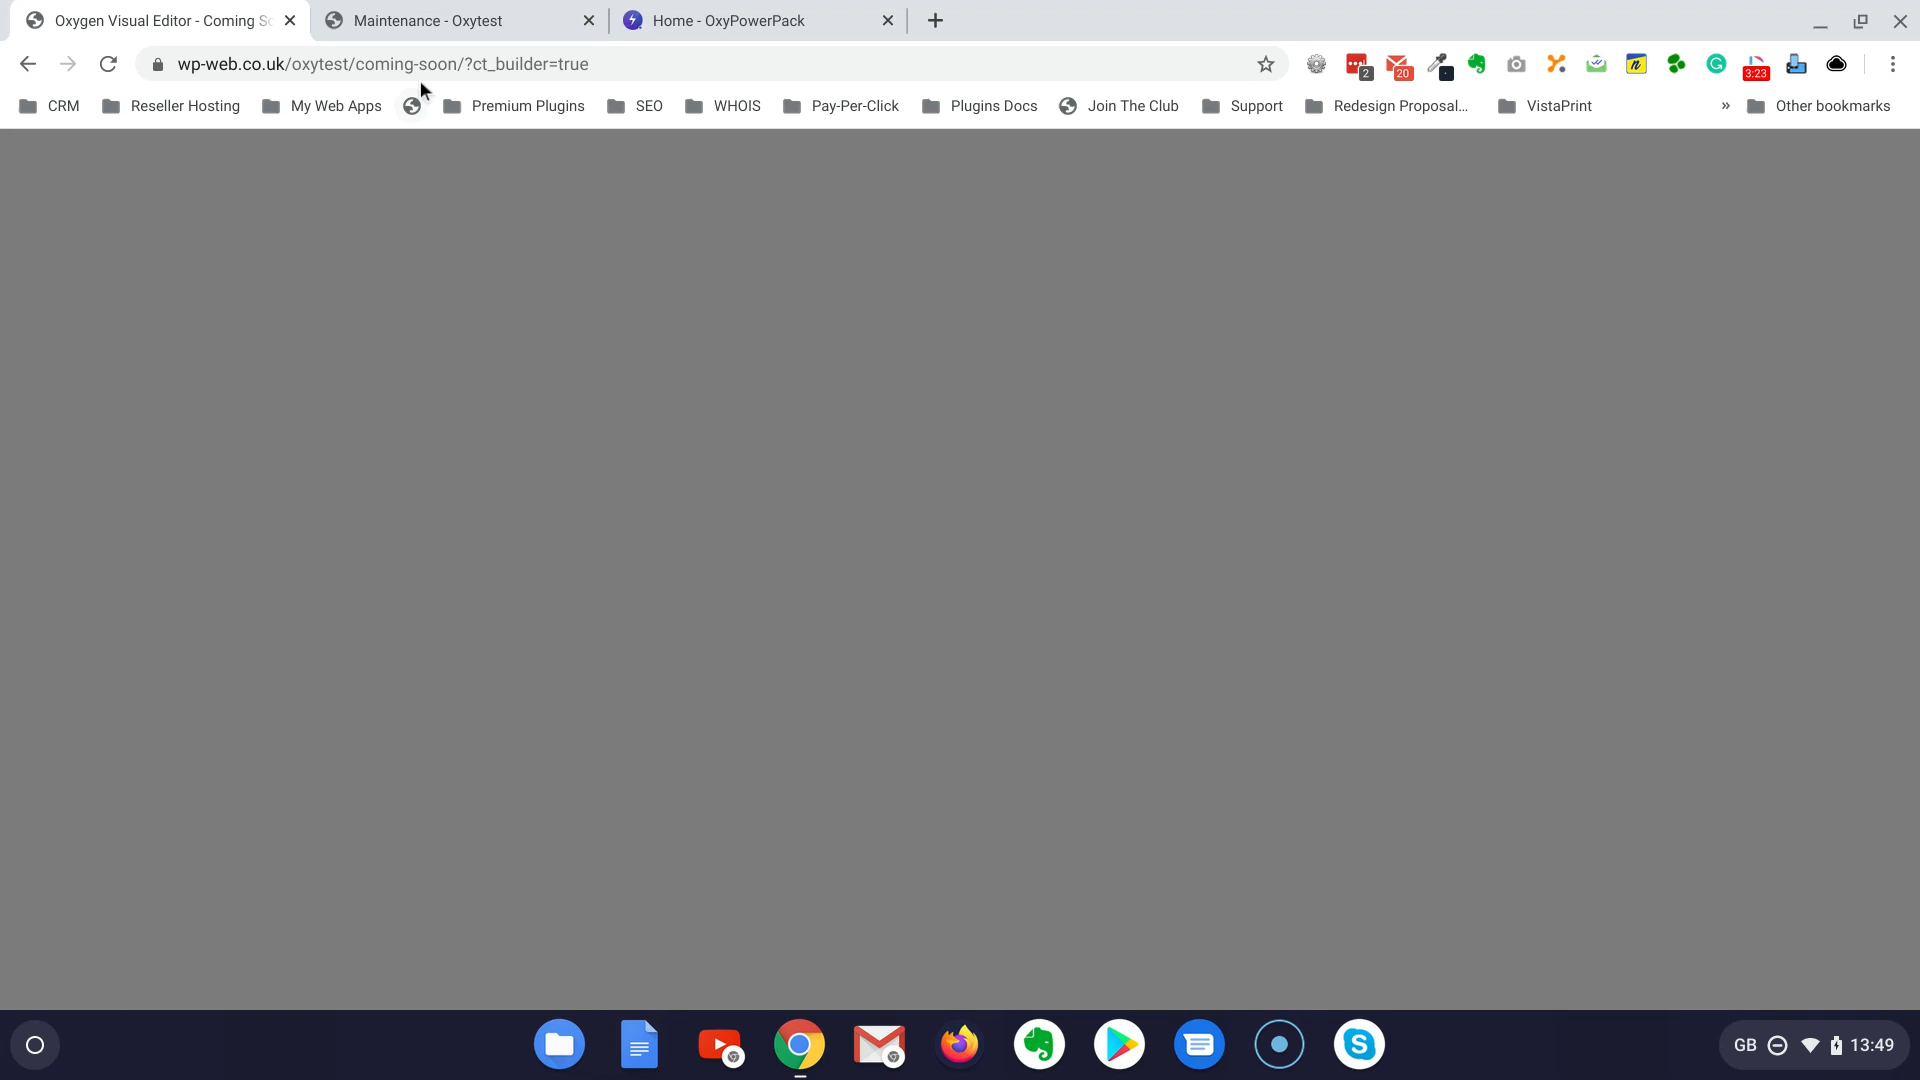 Oxygen Visual Editor - Coming So
Maintenance - Oxytest
Home - OxyPowerPack
wp-web.co.uk/oxytest/coming-soon/?ct_builder=true
2
20
3:23
CRM
Reseller Hosting
My Web Apps
Premium Plugins
SEO
WHOIS
Pay-Per-Click
Plugins Docs
Join The Club
Support
Redesign Proposal...
VistaPrint
»
Other bookmarks
GB
13:49